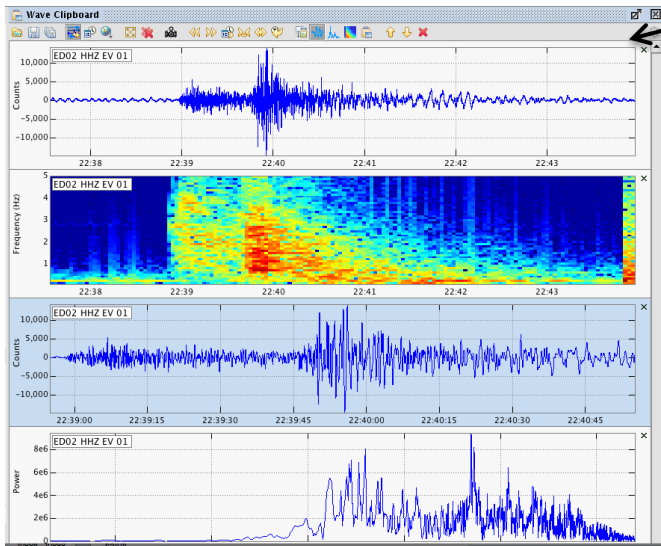 Wave Clipboard
ED02 HHZ EV 01
10,000
5,000
0
-5,000
-10,000
Counts
22:38 22:39 22:40 22:41 22:42 22:43
ED02 HHZ EV 01
5
4
3
2
1
Frequency (Hz)
22:38 22:39 22:40 22:41 22:42 22:43
ED02 HHZ EV 01
10,000
5,000
0
-5,000
-10,000
Counts
22:39:00 22:39:15 22:39:30 22:39:45 22:40:00 22:40:15 22:40:30 22:40:45
ED02 HHZ EV 01
8e6
6e6
4e6
2e6
0
Power